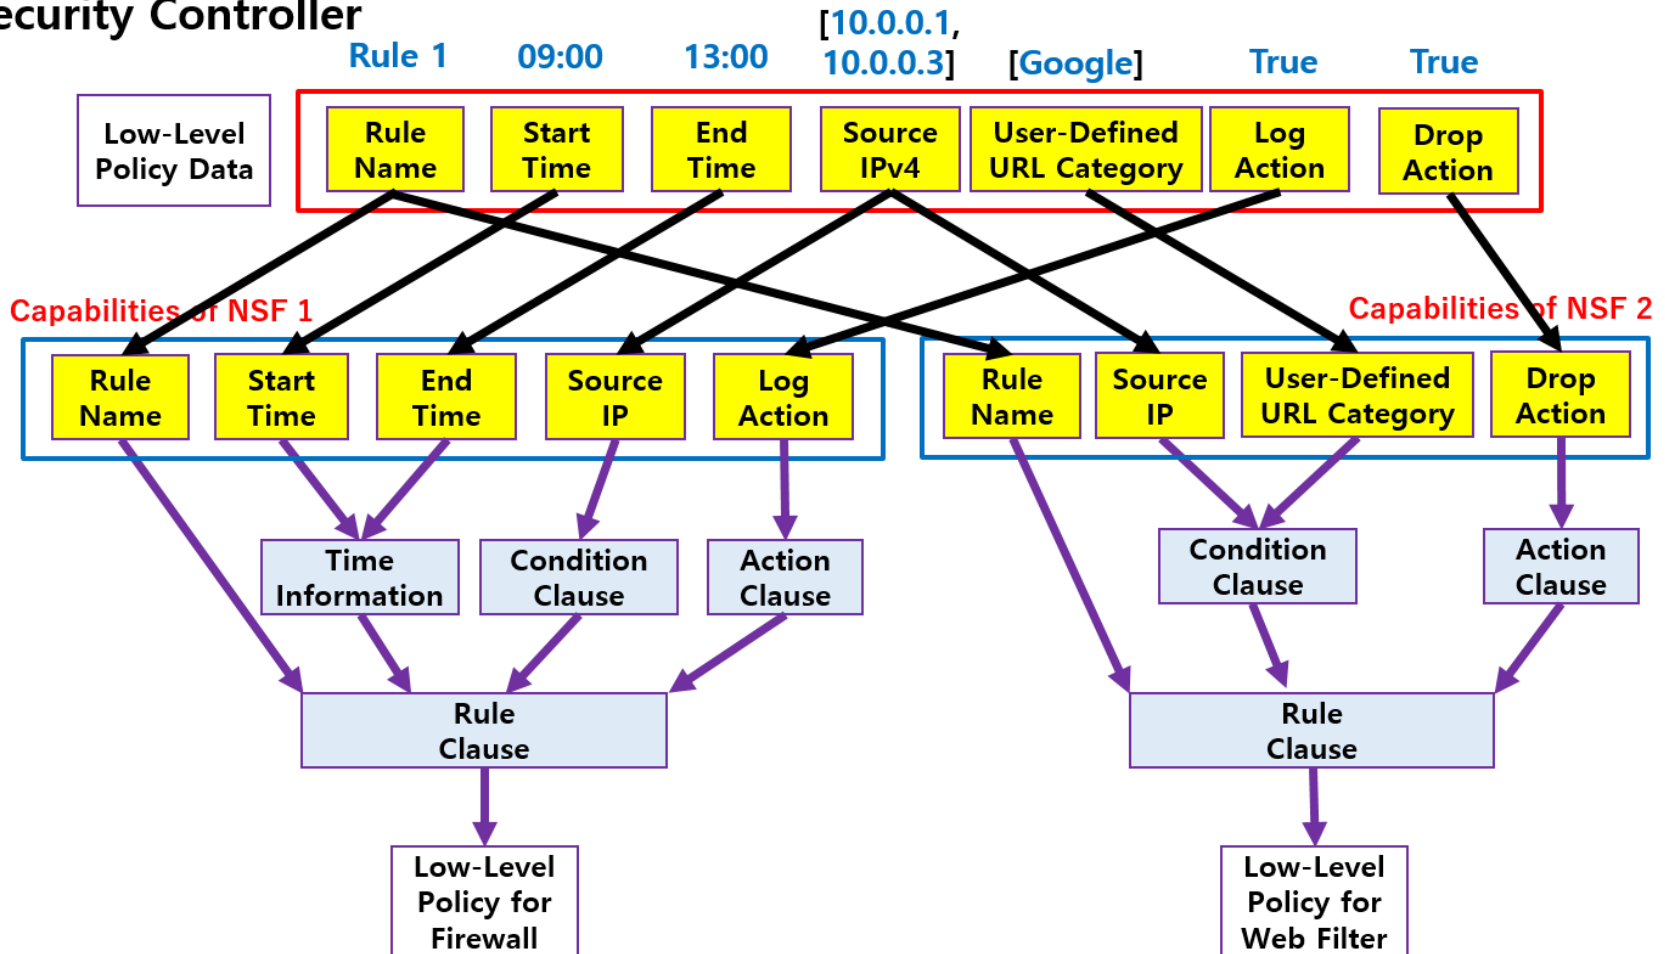 ecurity Controller
Rule 1
09:00
13:00
[10.0.0.1,
10.0.0.3]
[Google]
True
True
Low-Level
Policy Data
Rule
Name
Start
Time
End
Time
Source
IPv4
User-Defined
URL Category
Log
Action
Drop
Action
Capabilities of NSF 1
Capabilities of NSF 2
Rule
Name
Start
Time
End
Time
Source
IP
Log
Action
Rule
Name
Source
IP
User-Defined
URL Category
Drop
Action
Time
Information
Condition
Clause
Action
Clause
Condition
Clause
Action
Clause
Rule
Clause
Rule
Clause
Low-Level
Policy for
Firewall
Low-Level
Policy for
Web Filter